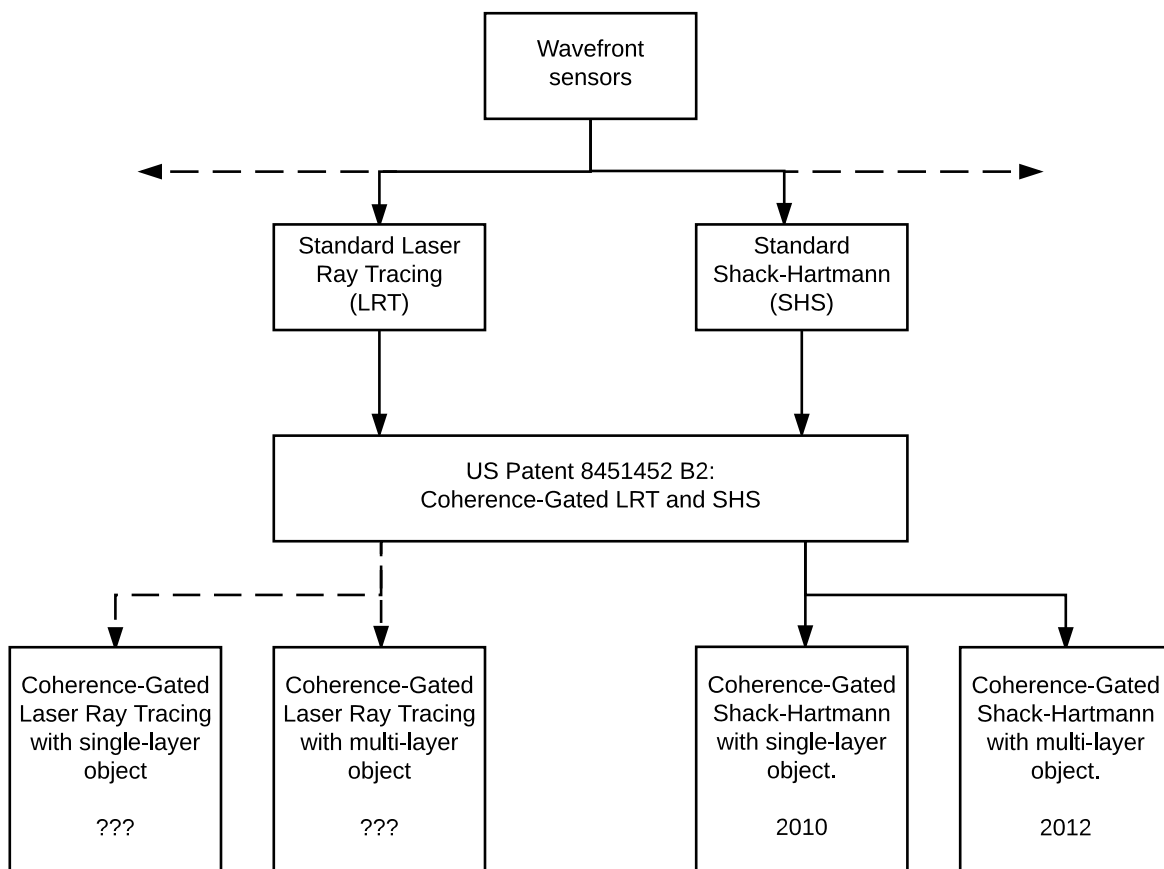 Wavefront
sensors
Standard Laser
Ray Tracing
(LRT)
Standard
Shack-Hartmann
(SHS)
US Patent 8451452 B2:
Coherence-Gated LRT and SHS
Coherence-Gated
Laser Ray Tracing
with single-layer
object
???
Coherence-Gated
Laser Ray Tracing
with multi-layer
object
???
Coherence-Gated
Shack-Hartmann
with single-layer
object.
2010
Coherence-Gated
Shack-Hartmann
with multi-layer
object.
2012